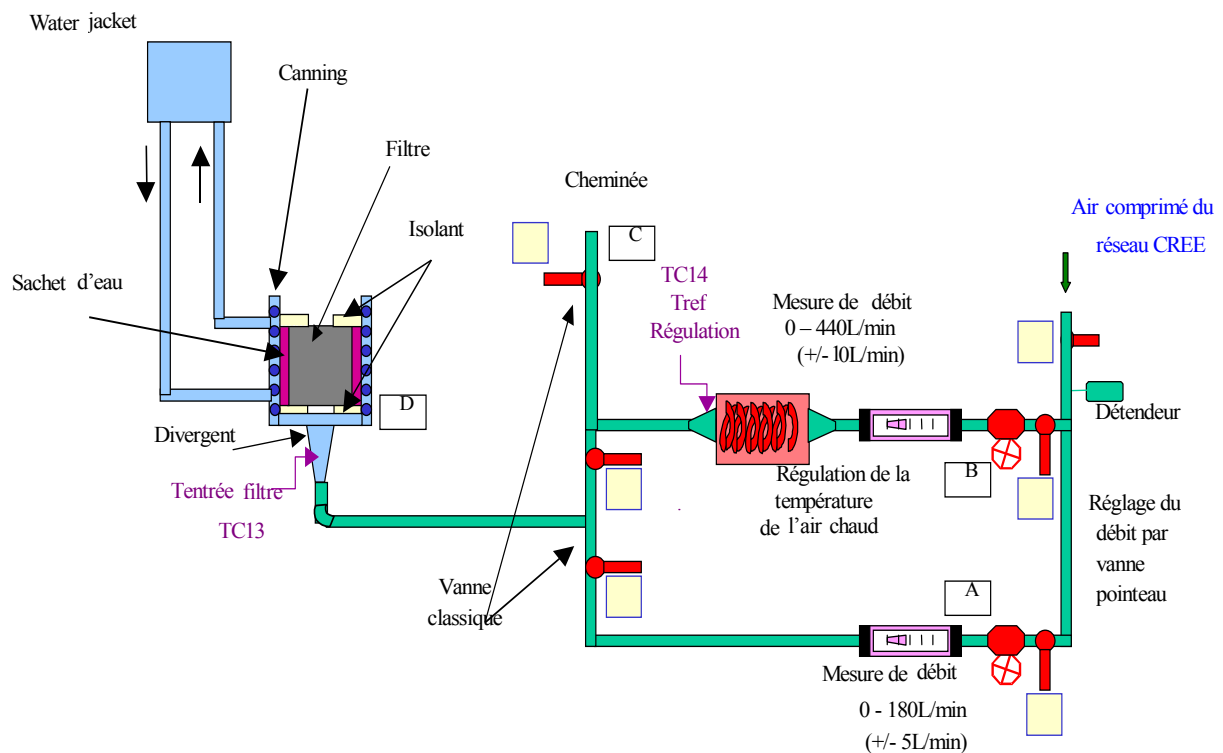 Water jacket
Canning
Filtre
Cheminée
Air comprimé du
réseau CREE
C
Isolant
Sachet d'eau
TC14
Tref
Régulation
Mesure de débit
0 – 440L/min
(+/- 10L/min)
D
Détendeur
Divergent
B
Tentrée filtre
TC13
Régulation de la
température
de l'air chaud
Réglage du
débit par
vanne
pointeau
Vanne
classique
A
Mesure de débit
0 - 180L/min
(+/- 5L/min)